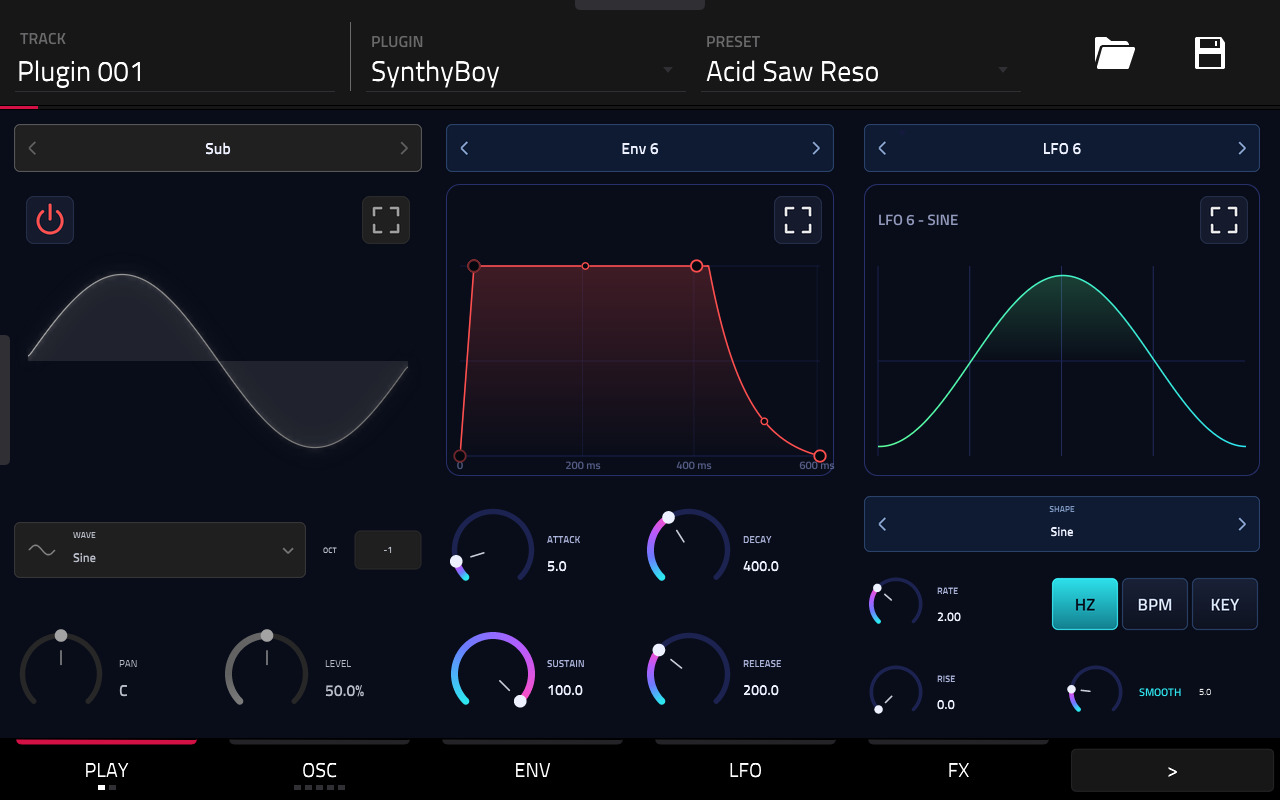 TRACK
Plugin 001
PLUGIN
SynthyBoy
PRESET
Acid Saw Reso
Sub
Env 6
LFO 6
LFO 6 - SINE
0
200 ms
400 ms
600 ms
WAVE
Sine
OCT
-1
PAN
C
LEVEL
50.0%
ATTACK
5.0
DECAY
400.0
SUSTAIN
100.0
RELEASE
200.0
SHAPE
Sine
RATE
2.00
HZ
BPM
KEY
RISE
0.0
SMOOTH
5.0
PLAY
OSC
ENV
LFO
FX
>